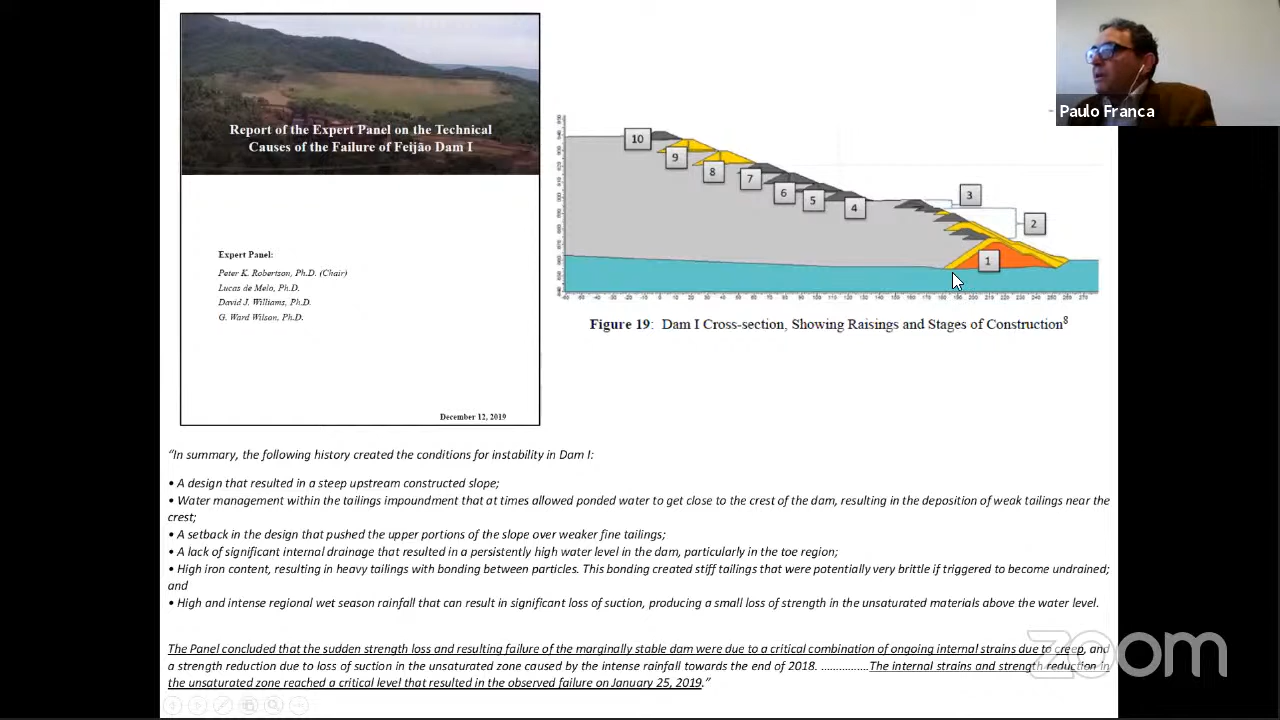 Report of the Expert Panel on the Technical
Causes of the Failure of Feijão Dam I
Expert Panel:
Peter K. Robertson, Ph.D. (Chair)
Lucas de Melo, Ph.D.
David J. Williams, Ph.D.
G. Ward Wilson, Ph.D.
December 12, 2019
10
9
8
7
6
5
4
3
2
1
Figure 19: Dam I Cross-section, Showing Raisings and Stages of Construction8
Paulo Franca
“In summary, the following history created the conditions for instability in Dam I:
• A design that resulted in a steep upstream constructed slope;
• Water management within the tailings impoundment that at times allowed ponded water to get close to the crest of the dam, resulting in the deposition of weak tailings near the
crest;
• A setback in the design that pushed the upper portions of the slope over weaker fine tailings;
• A lack of significant internal drainage that resulted in a persistently high water level in the dam, particularly in the toe region;
• High iron content, resulting in heavy tailings with bonding between particles. This bonding created stiff tailings that were potentially very brittle if triggered to become undrained;
and
• High and intense regional wet season rainfall that can result in significant loss of suction, producing a small loss of strength in the unsaturated materials above the water level.
The Panel concluded that the sudden strength loss and resulting failure of the marginally stable dam were due to a critical combination of ongoing internal strains due to creep, and
a strength reduction due to loss of suction in the unsaturated zone caused by the intense rainfall towards the end of 2018. ...............The internal strains and strength reduction in
the unsaturated zone reached a critical level that resulted in the observed failure on January 25, 2019.”
zoom